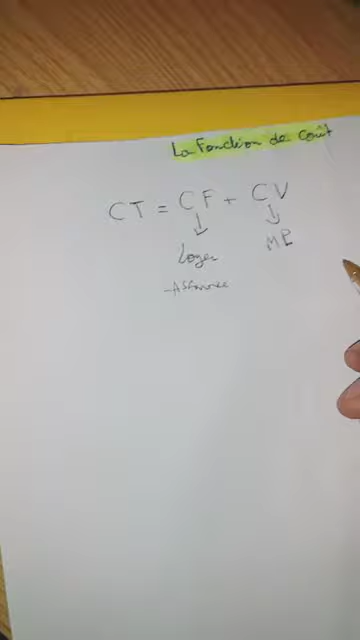 La Fonction de Coût
CT = CF + CV
Loyer MP
- Assurance